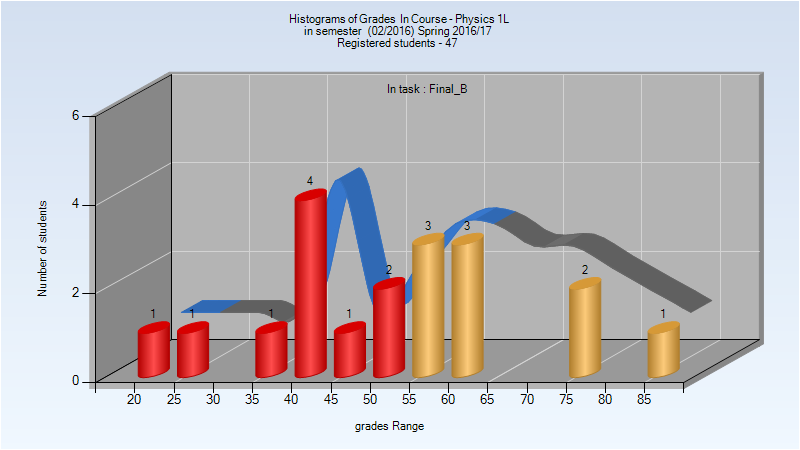 Histograms of Grades In Course - Physics 1L
in semester (02/2016) Spring 2016/17
Registered students - 47
In task : Final_B
6
4
2
0
Number of students
1
1
1
4
1
2
3
3
2
1
20 25 30 35 40 45 50 55 60 65 70 75 80 85
grades Range